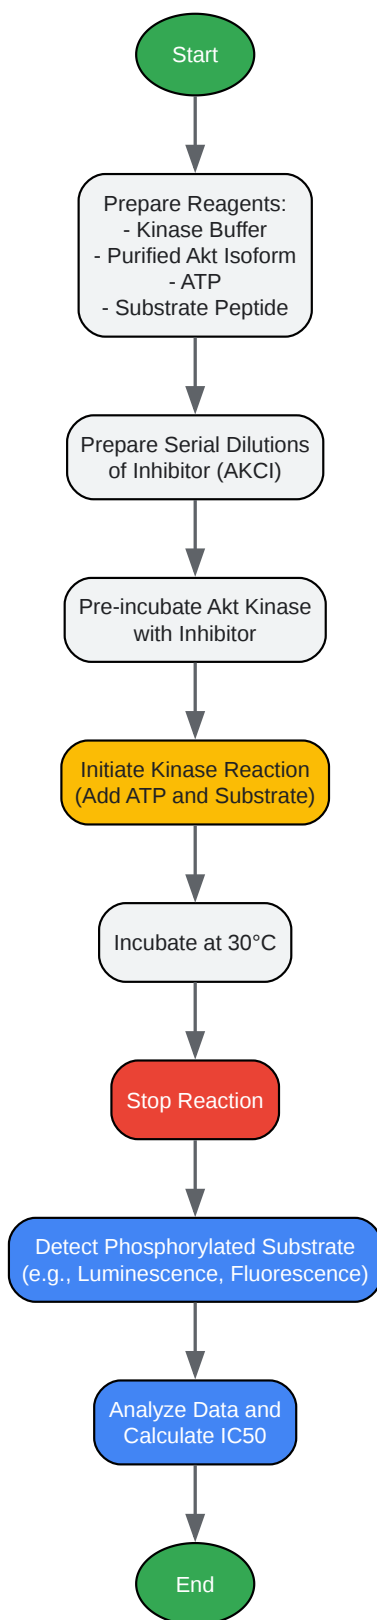 Start
Prepare Reagents:
- Kinase Buffer
- Purified Akt Isoform
- ATP
- Substrate Peptide
Prepare Serial Dilutions
of Inhibitor (AKCI)
Pre-incubate Akt Kinase
with Inhibitor
Initiate Kinase Reaction
(Add ATP and Substrate)
Incubate at 30°C
Stop Reaction
Detect Phosphorylated Substrate
(e.g., Luminescence, Fluorescence)
Analyze Data and
Calculate IC50
End